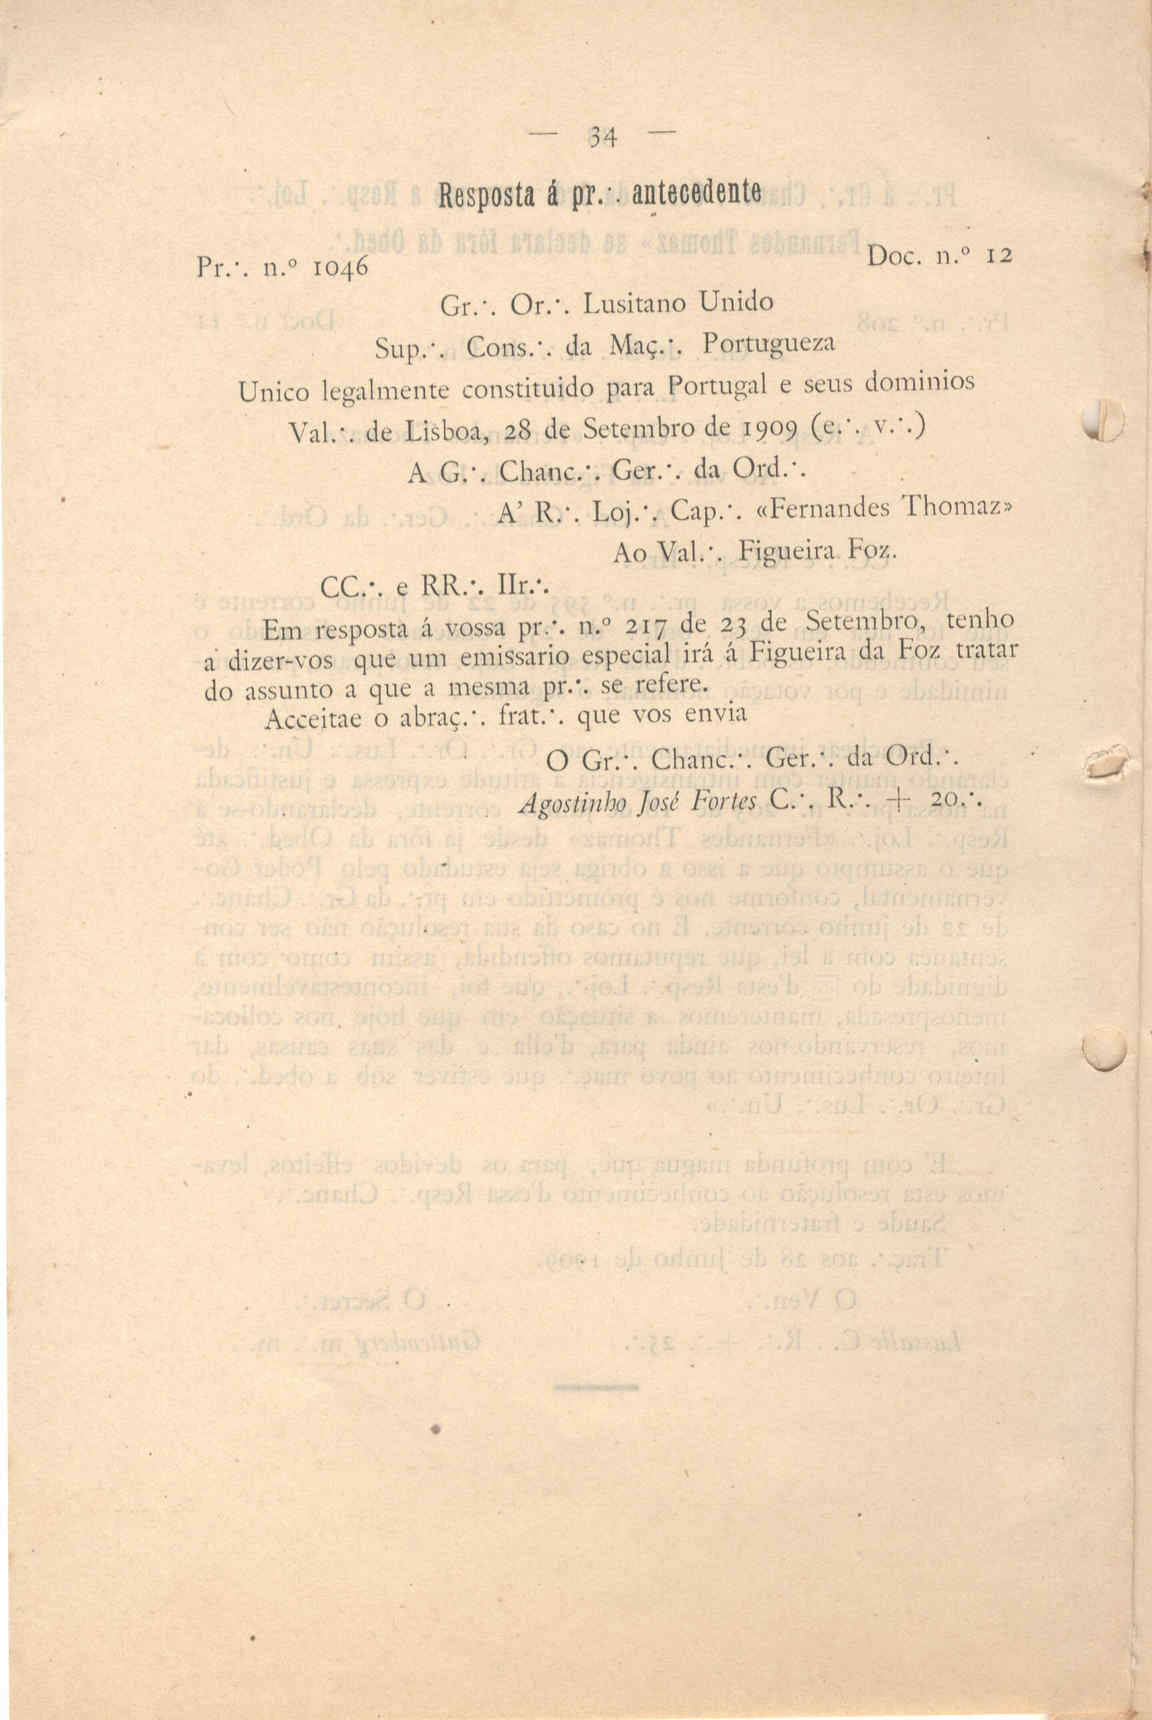 — 34 —
Resposta á pr.∴ antecedente
Pr.∴ n.º 1046
Doc. n.º 12
Gr.∴ Or.∴ Lusitano Unido
Sup.∴ Cons.∴ da Maç.∴ Portugueza
Unico legalmente constituido para Portugal e seus dominios
Val.∴ de Lisboa, 28 de Setembro de 1909 (e.∴ v.∴)
A G.∴ Chanc.∴ Ger.∴ da Ord.∴
A' R.∴ Loj.∴ Cap.∴ «Fernandes Thomaz»
Ao Val.∴ Figueira Foz.
CC.∴ e RR.∴ IIr.∴
Em resposta á vossa pr.∴ n.º 217 de 23 de Setembro, tenho
a dizer-vos que um emissario especial irá á Figueira da Foz tratar
do assunto a que a mesma pr.∴ se refere.
Acceitae o abraç.∴ frat.∴ que vos envia
O Gr.∴ Chanc.∴ Ger.∴ da Ord.∴
Agostinho José Fortes C.∴ R.∴ + 20.∴